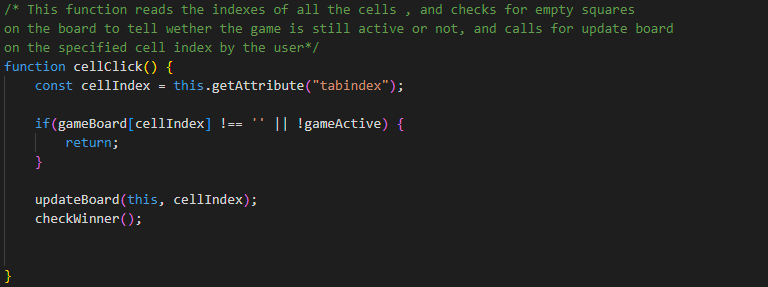 /* This function reads the indexes of all the cells , and checks for empty squares
on the board to tell wether the game is still active or not, and calls for update board
on the specified cell index by the user*/
function cellClick() {
    const cellIndex = this.getAttribute("tabindex");
    if(gameBoard[cellIndex] !== '' || !gameActive) {
        return;
    }
    updateBoard(this, cellIndex);
    checkWinner();
}